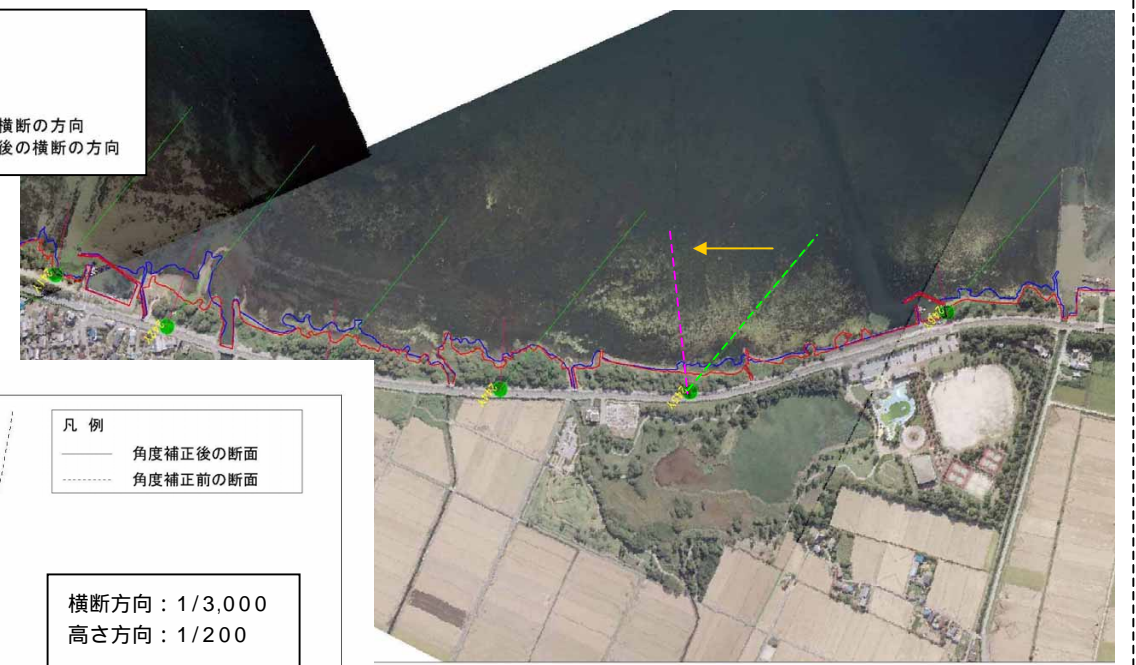 横断の方向
後の横断の方向
凡 例
角度補正後の断面
角度補正前の断面
横断方向：1/3,000
高さ方向：1/200